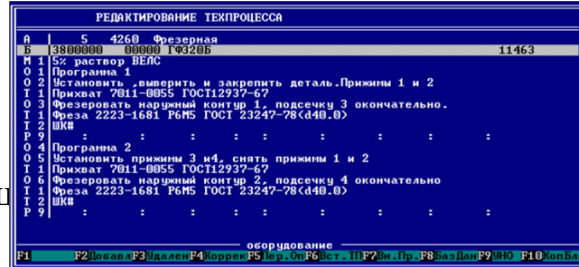 РЕДАКТИРОВАНИЕ ТЕХПРОЦЕССА
А 5 4260 Фрезерная
Б 3800000 00000 ГФ320Б 11463
М 1 5% раствор ВЕЛС
О 1 Программа 1
О 2 Установить ,выверить и закрепить деталь.Прижимы 1 и 2
Т 1 Прихват 7011-0055 ГОСТ12937-67
О 3 Фрезеровать наружный контур 1, подсечку 3 окончательно.
Т 1 Фреза 2223-1681 Р6М5 ГОСТ 23247-78(d40.0)
Т 2 ШК#
Р 9 : : : : : : :
О 4 Программа 2
О 5 Установить прижимы 3 и4, снять прижимы 1 и 2
Т 1 Прихват 7011-0055 ГОСТ12937-67
О 6 Фрезеровать наружный контур 2, подсечку 4 окончательно
Т 1 Фреза 2223-1681 Р6М5 ГОСТ 23247-78(d40.0)
Т 2 ШК#
Р 9 : : : : : : :
оборудование
F1 F2Добавл F3Удален F4Коррек F5Пер.Оп F6Вст.ТП F7Вн.Пр. F8БазДан F9УНО F10КопБл